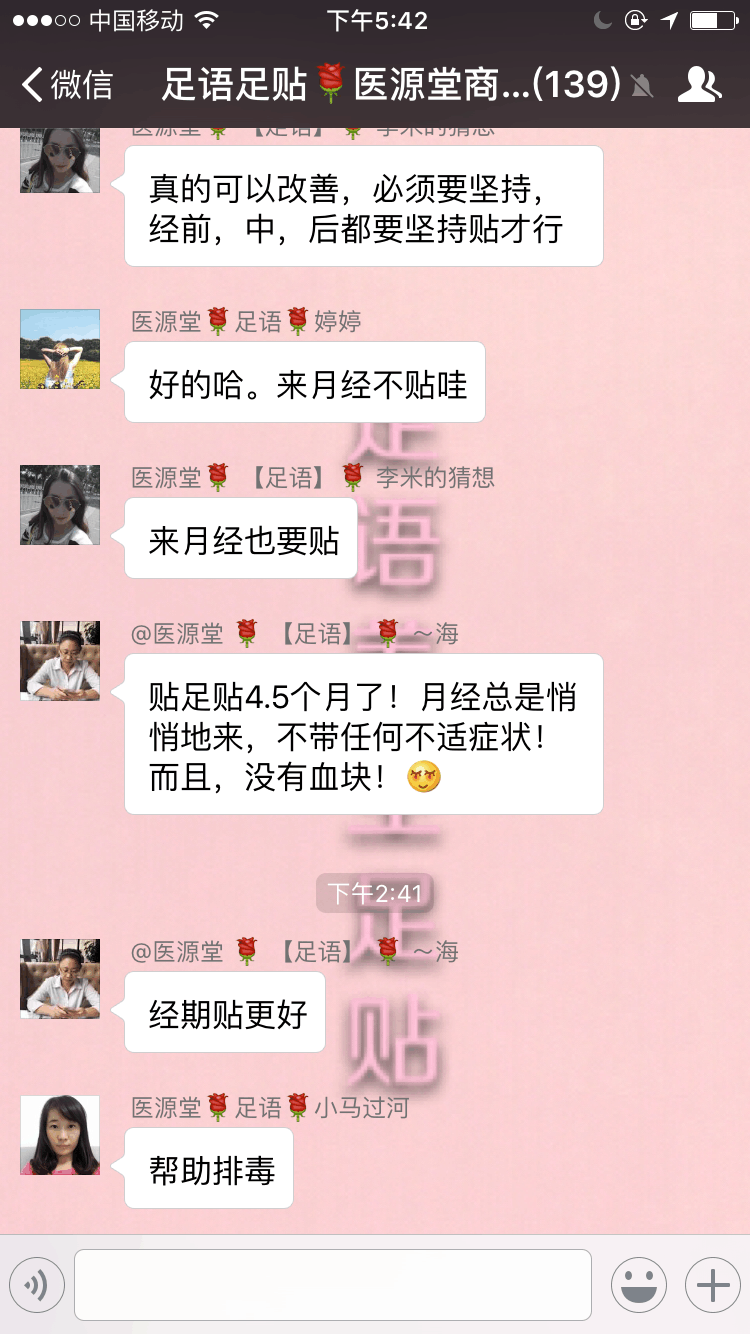 中国移动
下午5:42
微信
足语足贴🌹医源堂商...(139)
医源堂🌹 【足语】🌹 李米的猜想
真的可以改善，必须要坚持，
经前，中，后都要坚持贴才行
医源堂🌹足语🌹婷婷
好的哈。来月经不贴哇
医源堂🌹 【足语】🌹 李米的猜想
来月经也要贴
@医源堂 🌹 【足语】 🌹 ～海
贴足贴4.5个月了！月经总是悄
悄地来，不带任何不适症状！
而且，没有血块！
下午2:41
@医源堂 🌹 【足语】 🌹 ～海
经期贴更好
医源堂🌹足语🌹小马过河
帮助排毒
足
语
足
贴